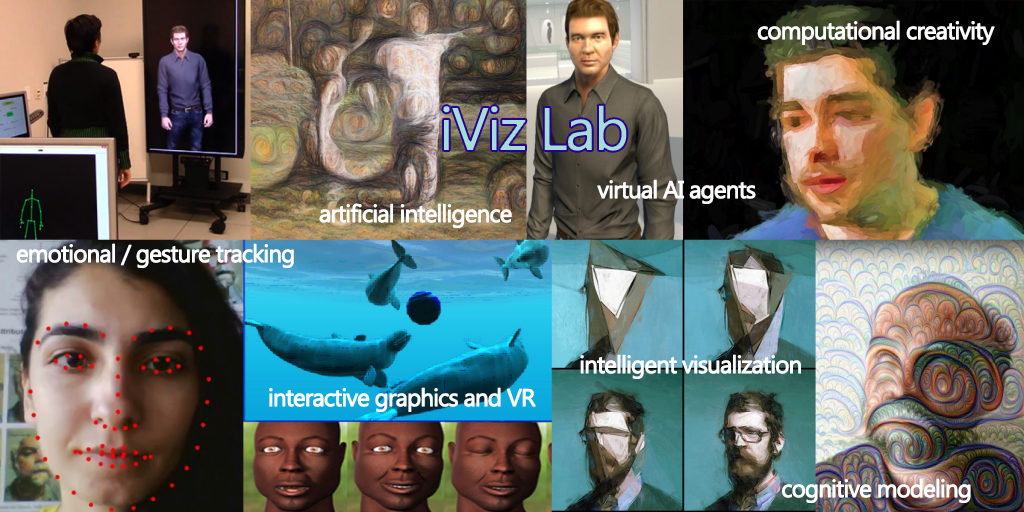 computational creativity
iViz Lab
virtual AI agents
artificial intelligence
emotional / gesture tracking
interactive graphics and VR
intelligent visualization
cognitive modeling